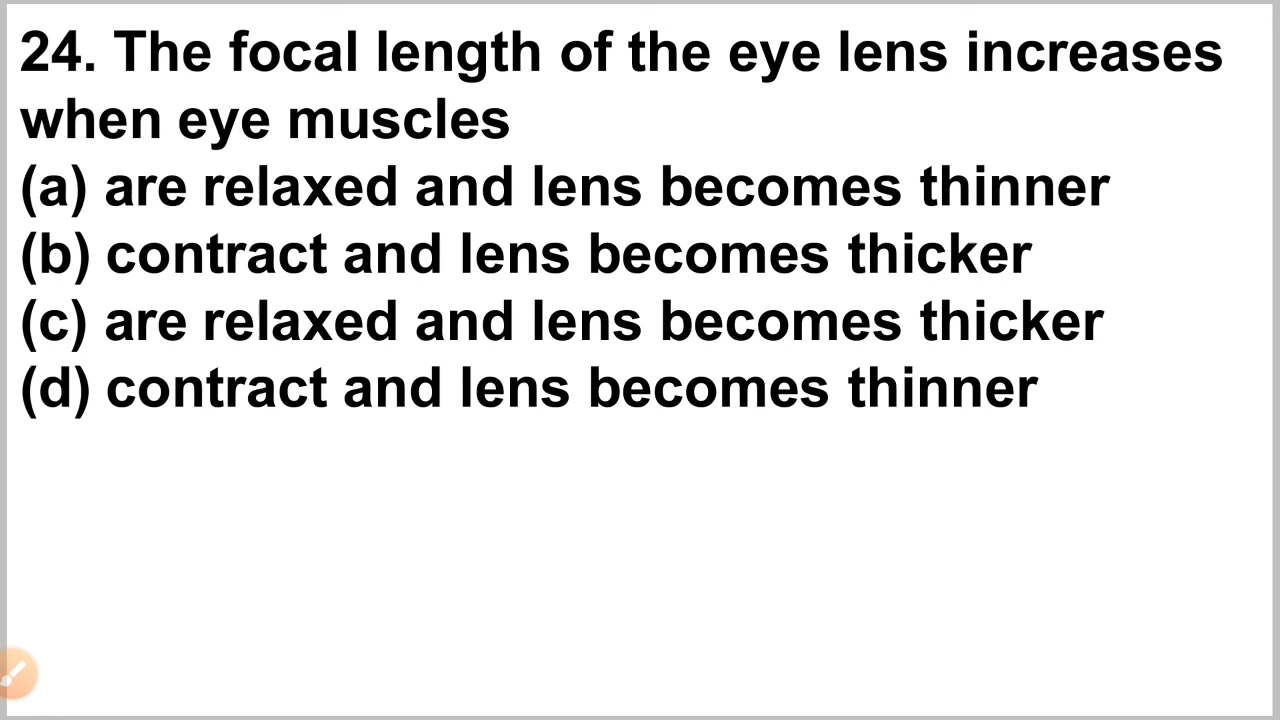 24. The focal length of the eye lens increases
when eye muscles
(a) are relaxed and lens becomes thinner
(b) contract and lens becomes thicker
(c) are relaxed and lens becomes thicker
(d) contract and lens becomes thinner